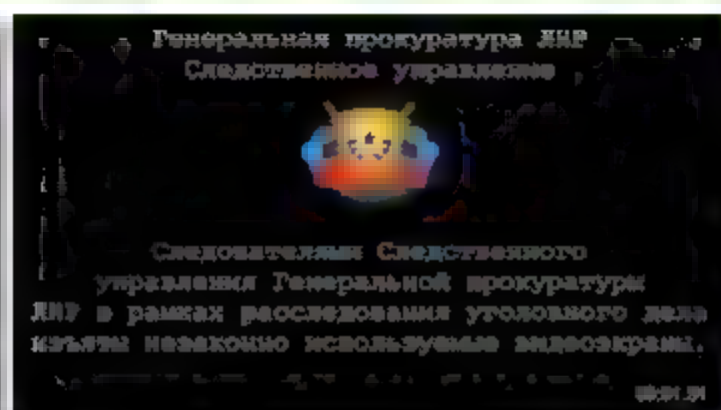 Генеральная прокуратура ЛНР
Следственное управление
Следователями Следственного
управления Генеральной прокуратуры
ЛНР в рамках расследования уголовного дела
изъяты незаконно используемые видеоэкраны.